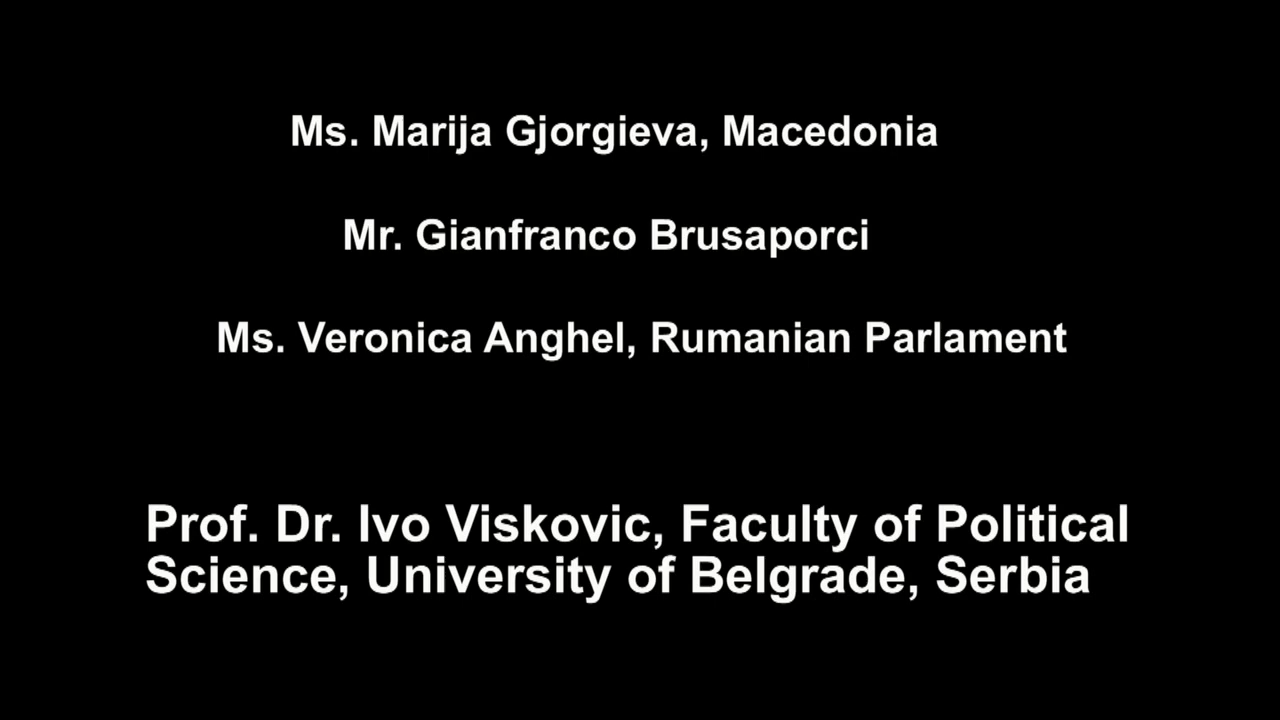 Ms. Marija Gjorgieva, Macedonia
Mr. Gianfranco Brusaporci
Ms. Veronica Anghel, Rumanian Parlament
Prof. Dr. Ivo Viskovic, Faculty of Political
Science, University of Belgrade, Serbia